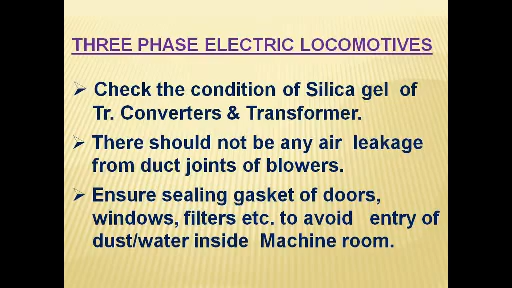 THREE PHASE ELECTRIC LOCOMOTIVES
➢ Check the condition of Silica gel of
Tr. Converters & Transformer.
➢ There should not be any air leakage
from duct joints of blowers.
➢ Ensure sealing gasket of doors,
windows, filters etc. to avoid entry of
dust/water inside Machine room.